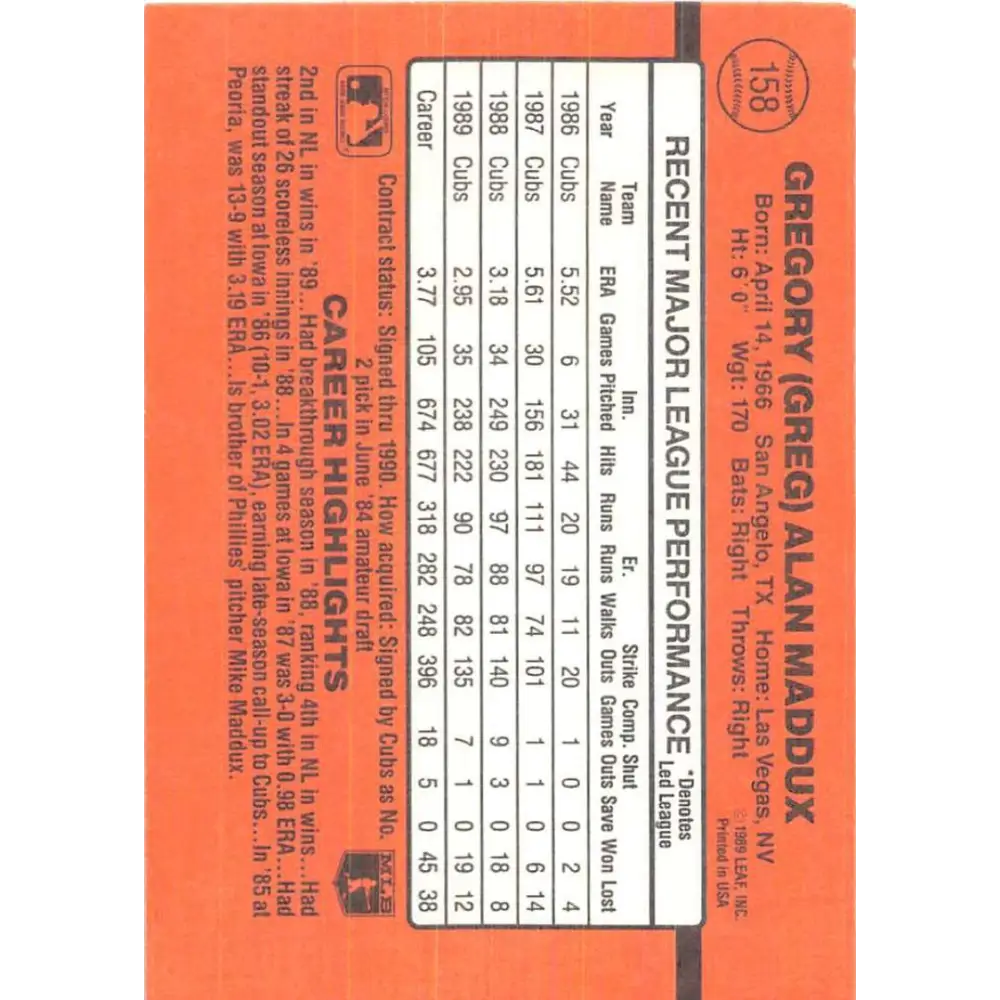 158
GREGORY (GREG) ALAN MADDUX
Born: April 14, 1966 San Angelo, TX Home: Las Vegas, NV
Ht: 6'0" Wgt: 170 Bats: Right Throws: Right
© 1989 LEAF, INC.
Printed in USA
RECENT MAJOR LEAGUE PERFORMANCE *Denotes
Led League
Team Inn. Er. Strike Comp. Shut
Year Name ERA Games Pitched Hits Runs Runs Walks Outs Games Outs Save Won Lost
1986 Cubs 5.52 6 31 44 20 19 11 20 1 0 0 2 4
1987 Cubs 5.61 30 156 181 111 97 74 101 1 1 0 6 14
1988 Cubs 3.18 34 249 230 97 88 81 140 9 3 0 18 8
1989 Cubs 2.95 35 238 222 90 78 82 135 7 1 0 19 12
Career 3.77 105 674 677 318 282 248 396 18 5 0 45 38
Contract status: Signed thru 1990. How acquired: Signed by Cubs as No.
2 pick in June '84 amateur draft
MLB
CAREER HIGHLIGHTS
2nd in NL in wins in '89...Had breakthrough season in '88, ranking 4th in NL in wins...Had
streak of 26 scoreless innings in '88...In 4 games at Iowa in '87 was 3-0 with 0.98 ERA...Had
standout season at Iowa in '86 (10-1, 3.02 ERA), earning late-season call-up to Cubs...In '85 at
Peoria, was 13-9 with 3.19 ERA...Is brother of Phillies' pitcher Mike Maddux.